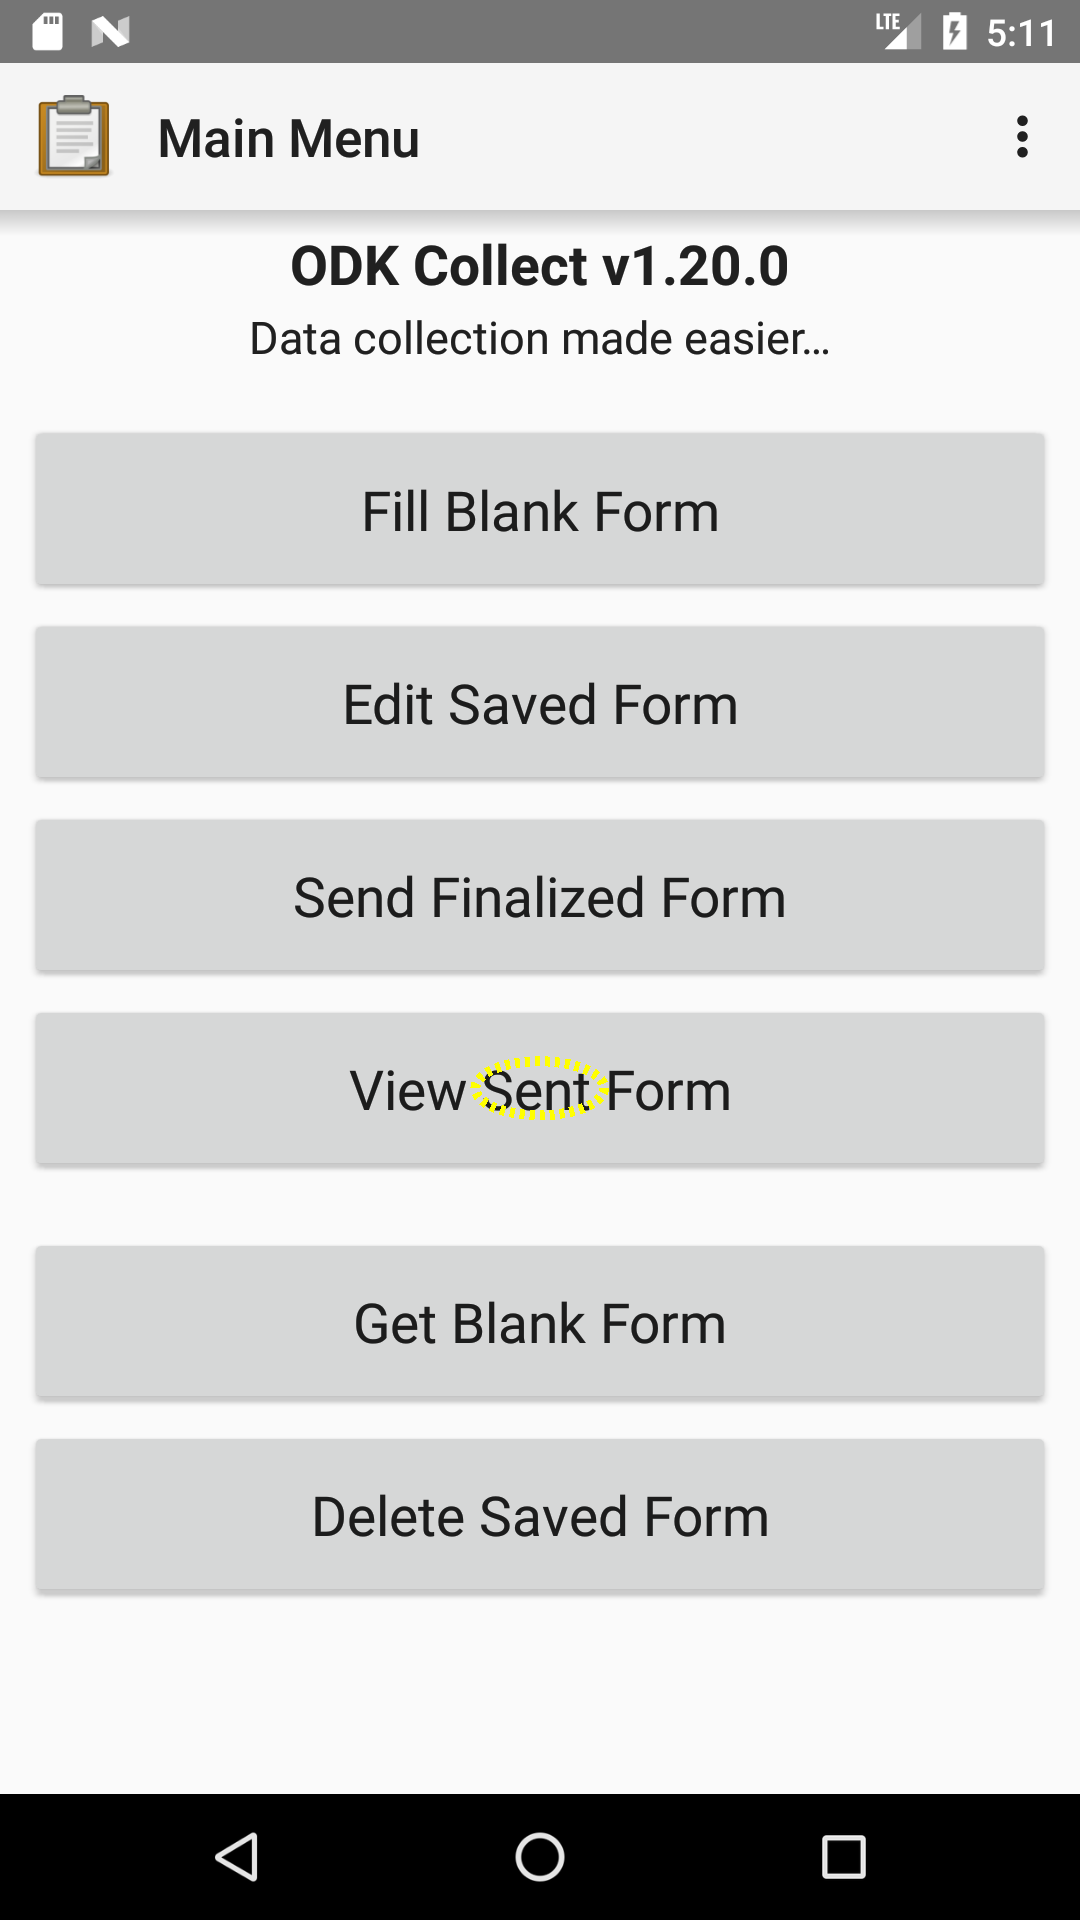 LTE 5:11
Main Menu
ODK Collect v1.20.0
Data collection made easier...
Fill Blank Form
Edit Saved Form
Send Finalized Form
View Sent Form
Get Blank Form
Delete Saved Form